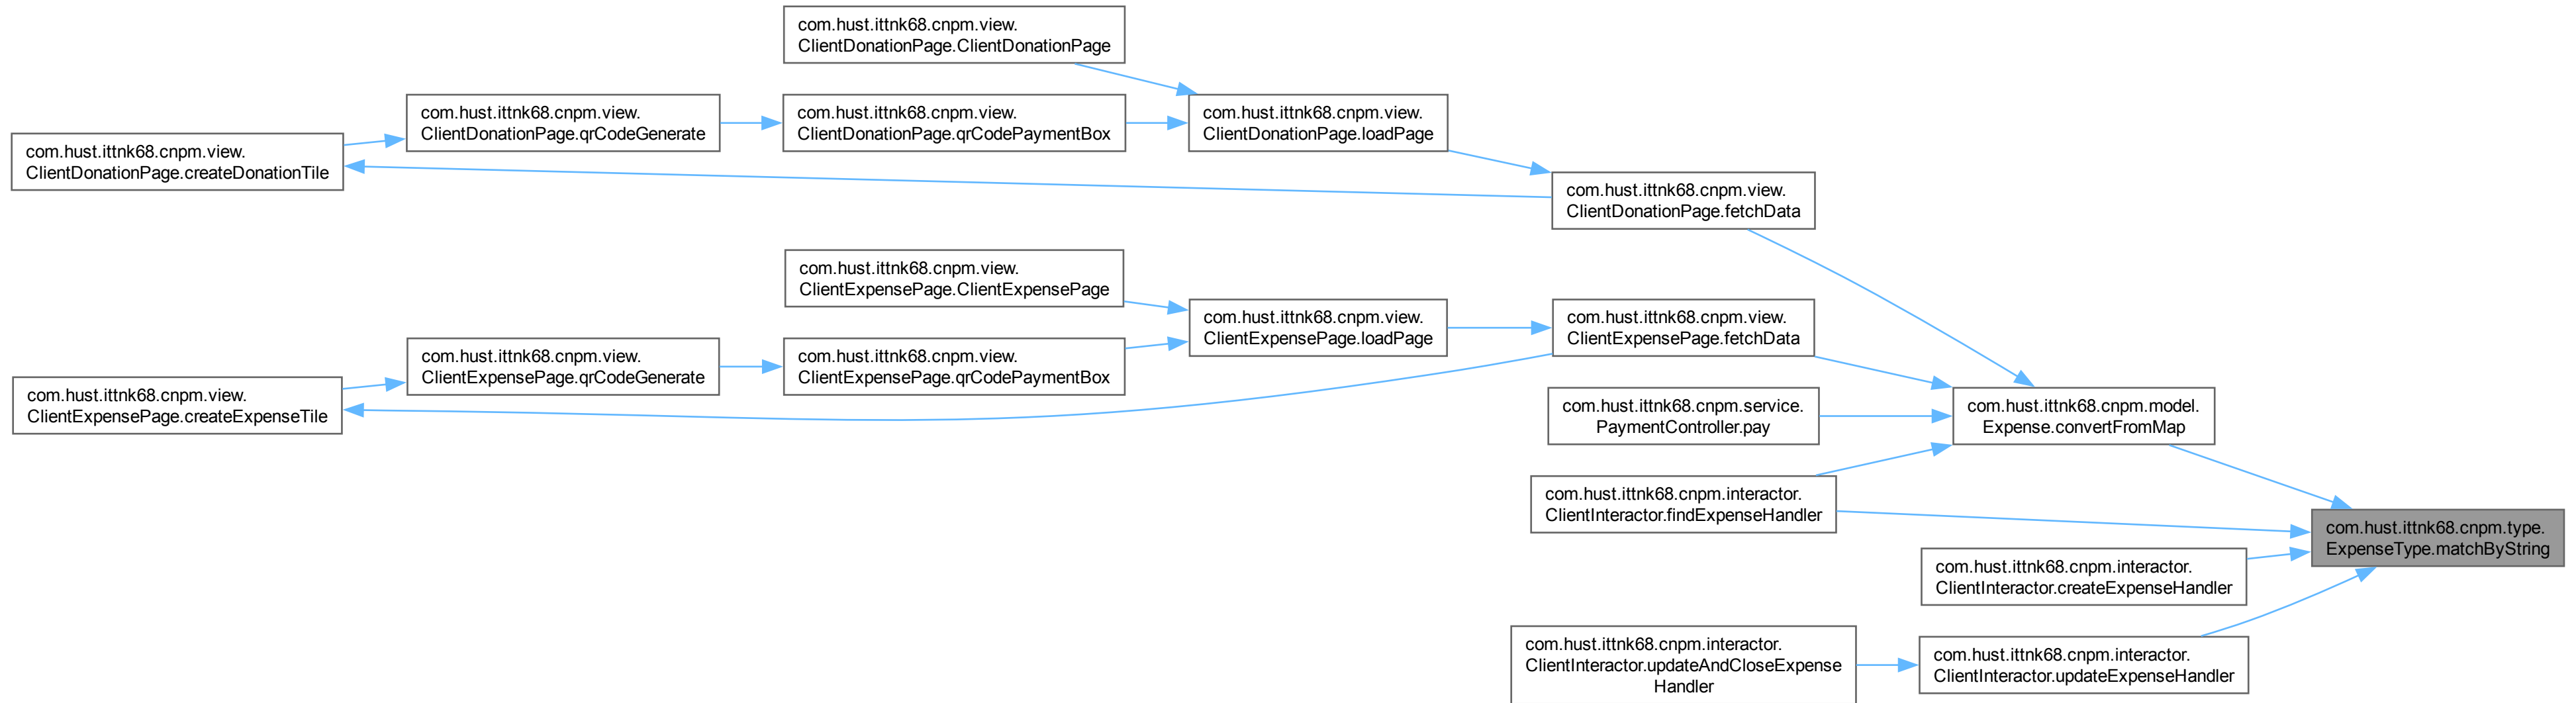 com.hust.ittnk68.cnpm.view.
ClientDonationPage.ClientDonationPage
com.hust.ittnk68.cnpm.view.
ClientDonationPage.createDonationTile
com.hust.ittnk68.cnpm.view.
ClientDonationPage.qrCodeGenerate
com.hust.ittnk68.cnpm.view.
ClientDonationPage.qrCodePaymentBox
com.hust.ittnk68.cnpm.view.
ClientDonationPage.loadPage
com.hust.ittnk68.cnpm.view.
ClientDonationPage.fetchData
com.hust.ittnk68.cnpm.view.
ClientExpensePage.ClientExpensePage
com.hust.ittnk68.cnpm.view.
ClientExpensePage.createExpenseTile
com.hust.ittnk68.cnpm.view.
ClientExpensePage.qrCodeGenerate
com.hust.ittnk68.cnpm.view.
ClientExpensePage.qrCodePaymentBox
com.hust.ittnk68.cnpm.view.
ClientExpensePage.loadPage
com.hust.ittnk68.cnpm.view.
ClientExpensePage.fetchData
com.hust.ittnk68.cnpm.service.
PaymentController.pay
com.hust.ittnk68.cnpm.model.
Expense.convertFromMap
com.hust.ittnk68.cnpm.interactor.
ClientInteractor.findExpenseHandler
com.hust.ittnk68.cnpm.type.
ExpenseType.matchByString
com.hust.ittnk68.cnpm.interactor.
ClientInteractor.createExpenseHandler
com.hust.ittnk68.cnpm.interactor.
ClientInteractor.updateAndCloseExpense
Handler
com.hust.ittnk68.cnpm.interactor.
ClientInteractor.updateExpenseHandler